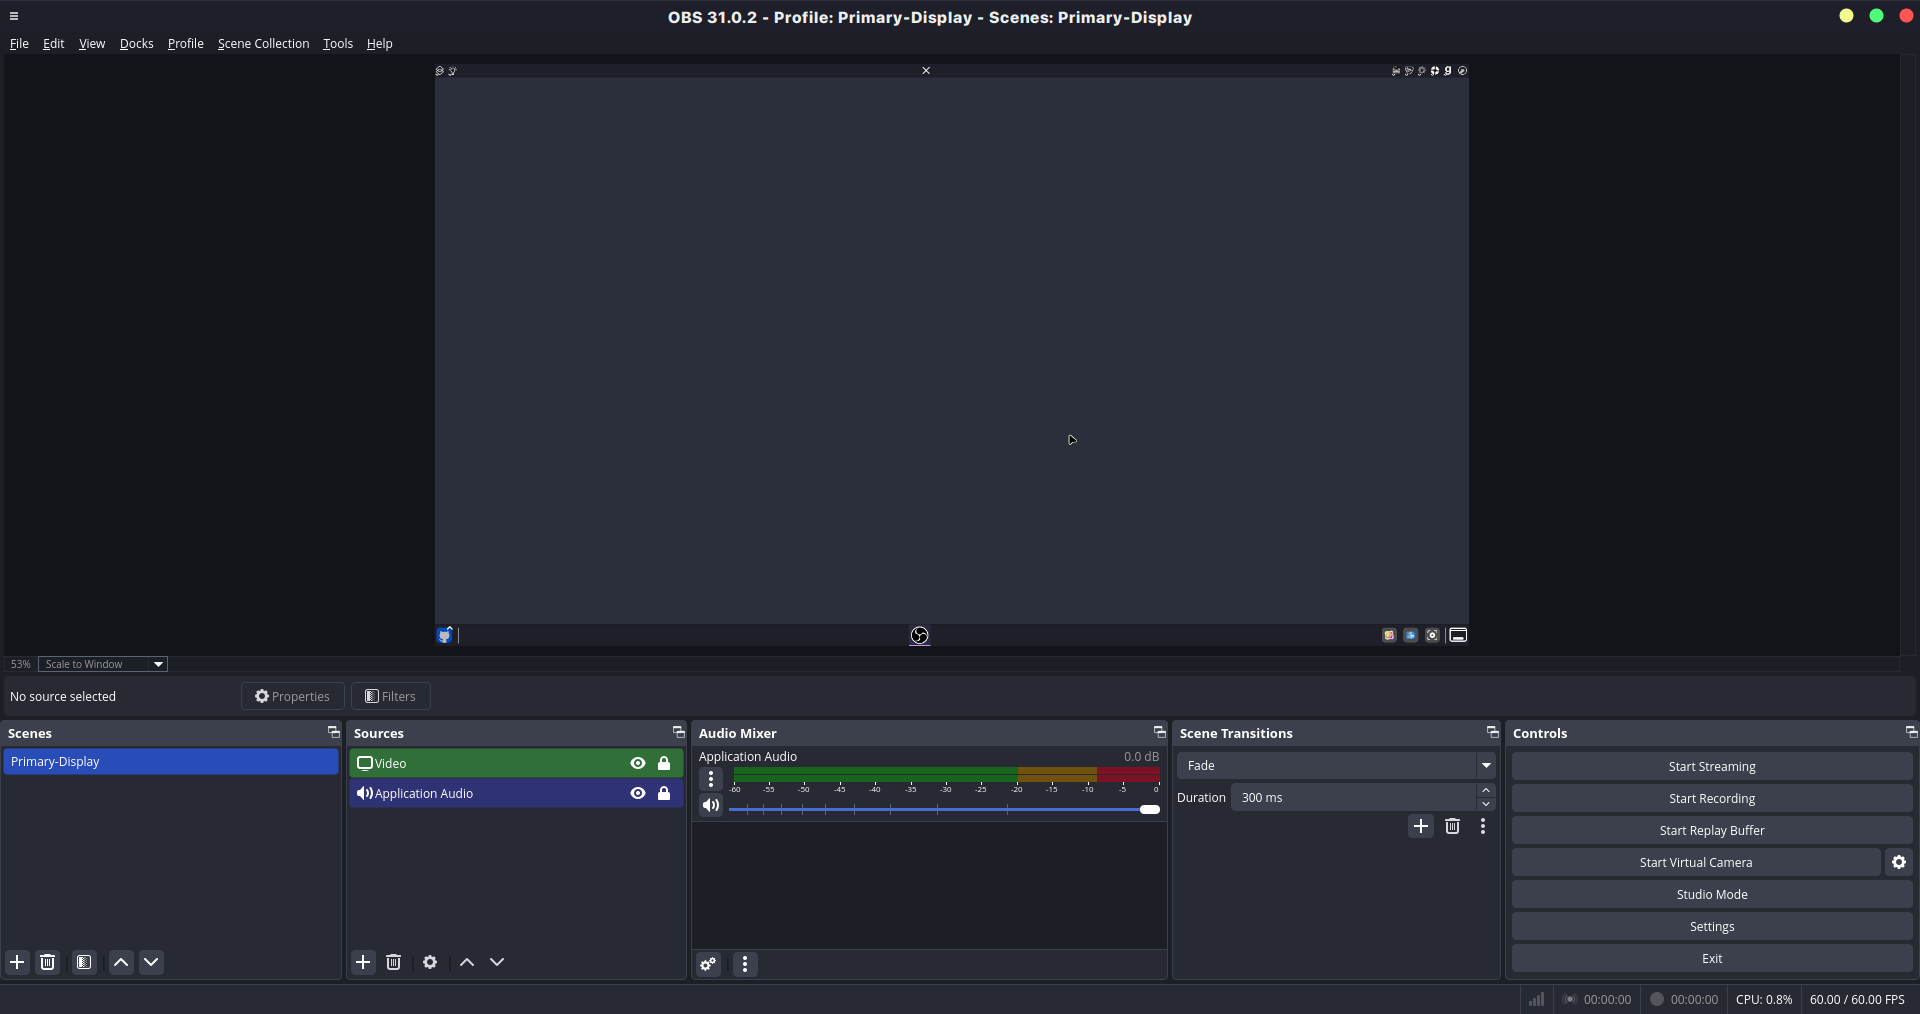 OBS 31.0.2 - Profile: Primary-Display - Scenes: Primary-Display
File Edit View Docks Profile Scene Collection Tools Help
53% Scale to Window
No source selected Properties Filters
Scenes
Primary-Display
Sources
Video
Application Audio
Audio Mixer
Application Audio 0.0 dB
-60 -55 -50 -45 -40 -35 -30 -25 -20 -15 -10 -5 0
Scene Transitions
Fade
Duration 300 ms
Controls
Start Streaming
Start Recording
Start Replay Buffer
Start Virtual Camera
Studio Mode
Settings
Exit
00:00:00 00:00:00 CPU: 0.8% 60.00 / 60.00 FPS